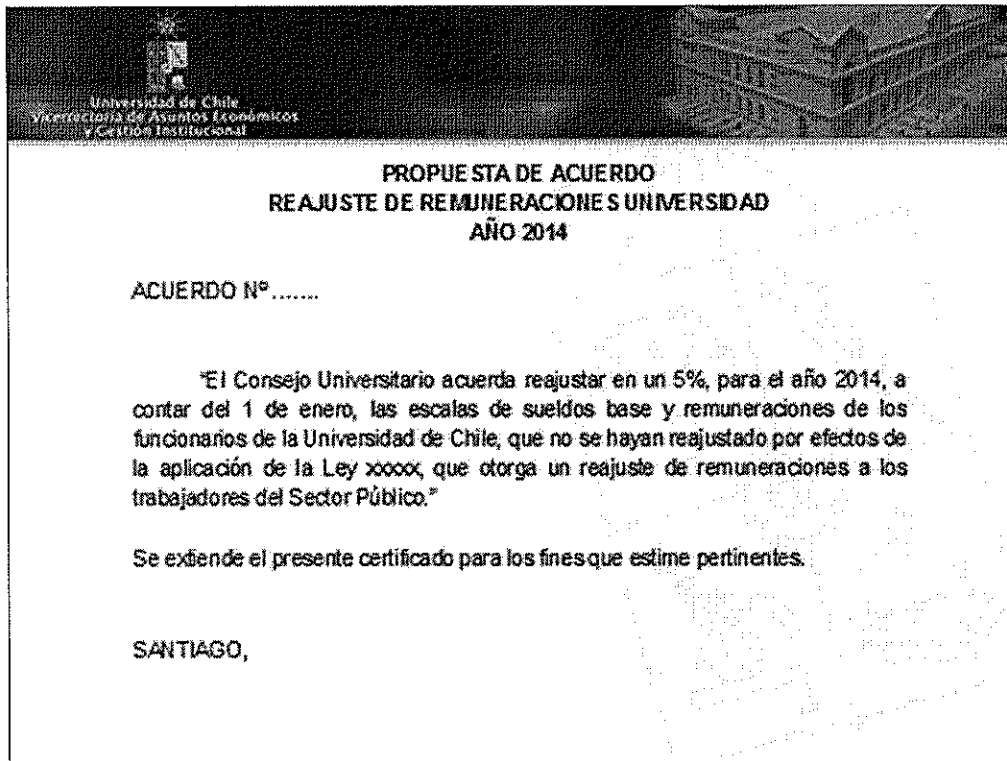 Universidad de Chile
Vicerrectoría de Asuntos Económicos
y Gestión Institucional
PROPUESTA DE ACUERDO
REAJUSTE DE REMUNERACIONES UNIVERSIDAD
AÑO 2014
ACUERDO Nº .......
"El Consejo Universitario acuerda reajustar en un 5%, para el año 2014, a
contar del 1 de enero, las escalas de sueldos base y remuneraciones de los
funcionarios de la Universidad de Chile, que no se hayan reajustado por efectos de
la aplicación de la Ley xxxxx, que otorga un reajuste de remuneraciones a los
trabajadores del Sector Público."
Se extiende el presente certificado para los fines que estime pertinentes.
SANTIAGO,